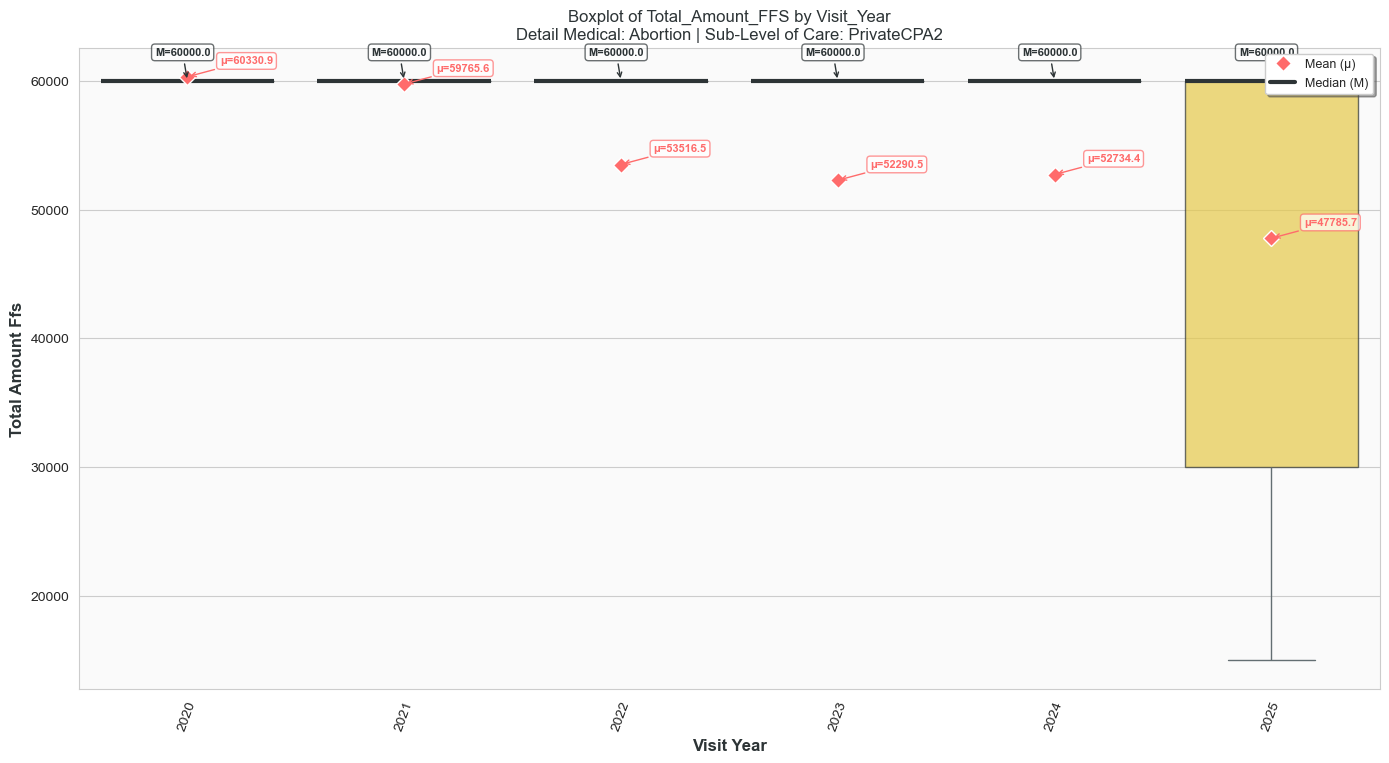 Boxplot of Total_Amount_FFS by Visit_Year
Detail Medical: Abortion | Sub-Level of Care: PrivateCPA2
M=60000.0
M=60000.0
M=60000.0
M=60000.0
M=60000.0
M=60000.0
μ=60330.9
μ=59765.6
μ=53516.5
μ=52290.5
μ=52734.4
μ=47785.7
Mean (μ)
Median (M)
Total Amount Ffs
60000
50000
40000
30000
20000
2020
2021
2022
2023
2024
2025
Visit Year